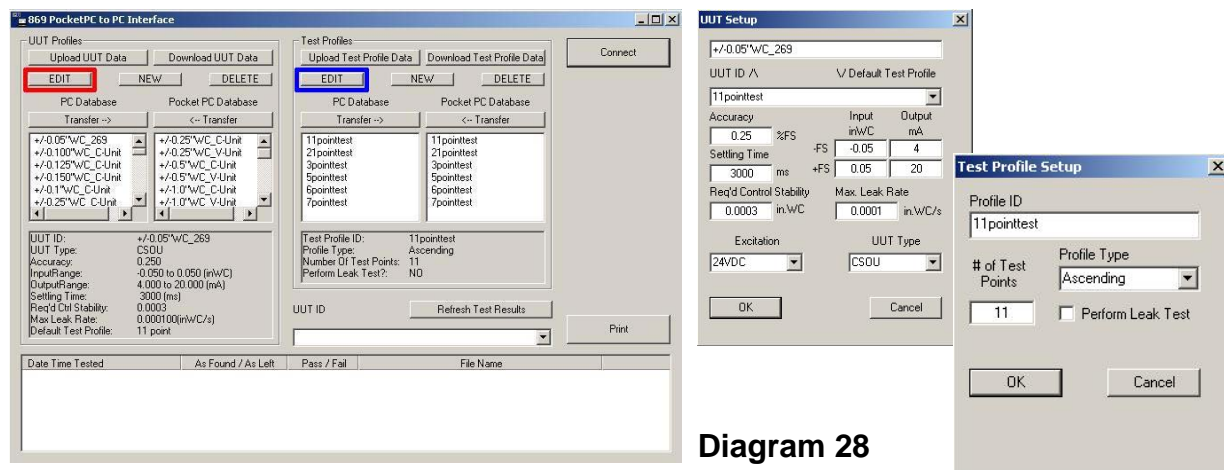 869 PocketPC to PC Interface
UUT Profiles
Upload UUT Data Download UUT Data
EDIT NEW DELETE
PC Database Pocket PC Database
Transfer --> <-- Transfer
+/-0.05"WC_269
+/-0.100"WC_C-Unit
+/-0.125"WC_C-Unit
+/-0.150"WC_C-Unit
+/-0.1"WC_C-Unit
+/-0.25"WC_C-Unit
+/-0.25"WC_C-Unit
+/-0.25"WC_V-Unit
+/-0.5"WC_C-Unit
+/-0.5"WC_V-Unit
+/-1.0"WC_C-Unit
+/-1.0"WC_V-Unit
UUT ID: +/-0.05"WC_269
UUT Type: CSOU
Accuracy: 0.250
InputRange: -0.050 to 0.050 (inWC)
OutputRange: 4.000 to 20.000 (mA)
Settling Time: 3000 (ms)
Req'd Ctrl Stability: 0.0003
Max Leak Rate: 0.000100(inWC/s)
Default Test Profile: 11 point
Test Profiles
Upload Test Profile Data Download Test Profile Data
EDIT NEW DELETE
PC Database Pocket PC Database
Transfer --> <-- Transfer
11pointtest
21pointtest
3pointtest
5pointtest
6pointtest
7pointtest
11pointtest
21pointtest
3pointtest
5pointtest
6pointtest
7pointtest
Test Profile ID: 11pointtest
Profile Type: Ascending
Number Of Test Points: 11
Perform Leak Test?: NO
UUT ID Refresh Test Results
Connect
Print
Date Time Tested As Found / As Left Pass / Fail File Name
UUT Setup
+/-0.05"WC_269
UUT ID /\ \/ Default Test Profile
11pointtest
Accuracy Input Output
0.25 %FS inWC mA
Settling Time -FS -0.05 4
3000 ms +FS 0.05 20
Req'd Control Stability Max. Leak Rate
0.0003 in.WC 0.0001 in.WC/s
Excitation UUT Type
24VDC CSOU
OK Cancel
Test Profile Setup
Profile ID
11pointtest
# of Test Points Profile Type
Ascending
11 Perform Leak Test
OK Cancel
Diagram 28